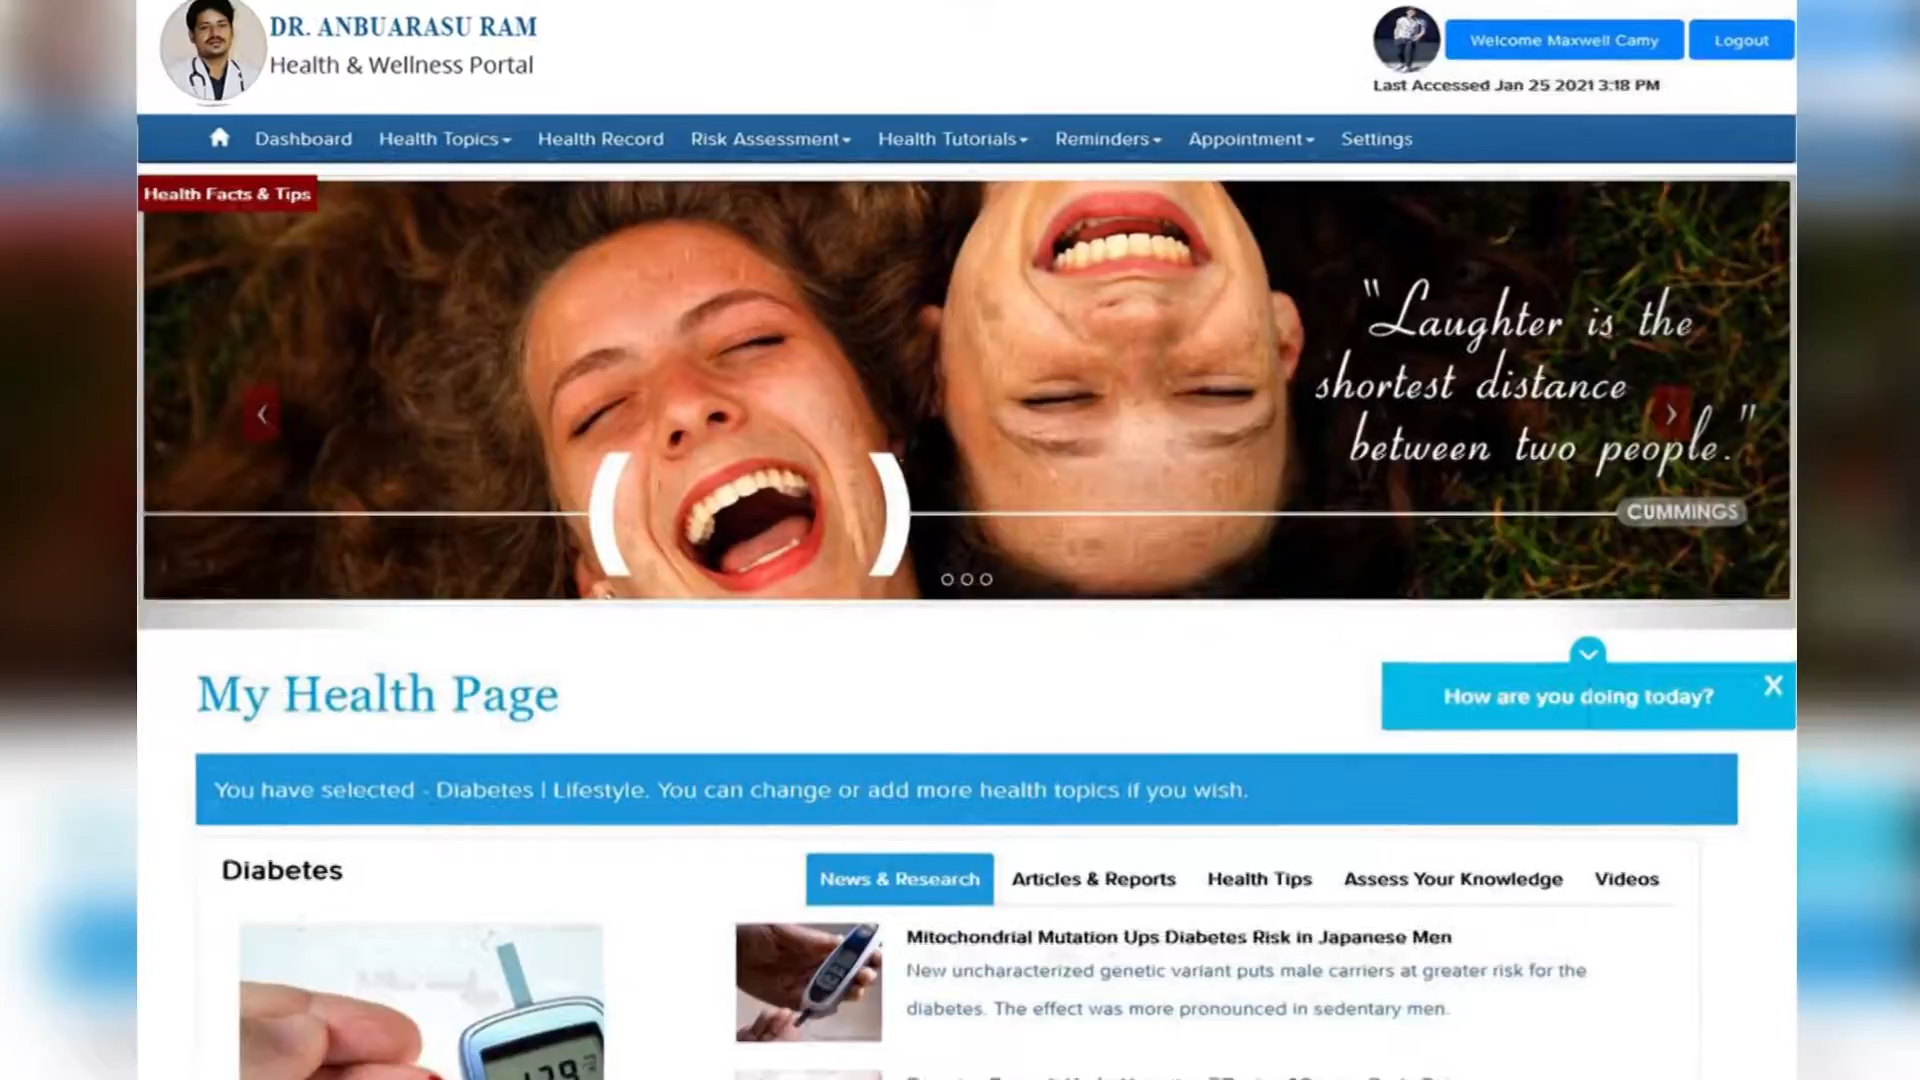 DR. ANBUARASU RAM
Health & Wellness Portal
Welcome Maxwell Camy
Logout
Last Accessed Jan 25 2021 3:18 PM
Dashboard Health Topics Health Record Risk Assessment Health Tutorials Reminders Appointment Settings
Health Facts & Tips
"Laughter is the
shortest distance
between two people."
CUMMINGS
My Health Page
How are you doing today?
X
You have selected - Diabetes | Lifestyle. You can change or add more health topics if you wish.
Diabetes
News & Research Articles & Reports Health Tips Assess Your Knowledge Videos
Mitochondrial Mutation Ups Diabetes Risk in Japanese Men
New uncharacterized genetic variant puts male carriers at greater risk for the
diabetes. The effect was more pronounced in sedentary men.